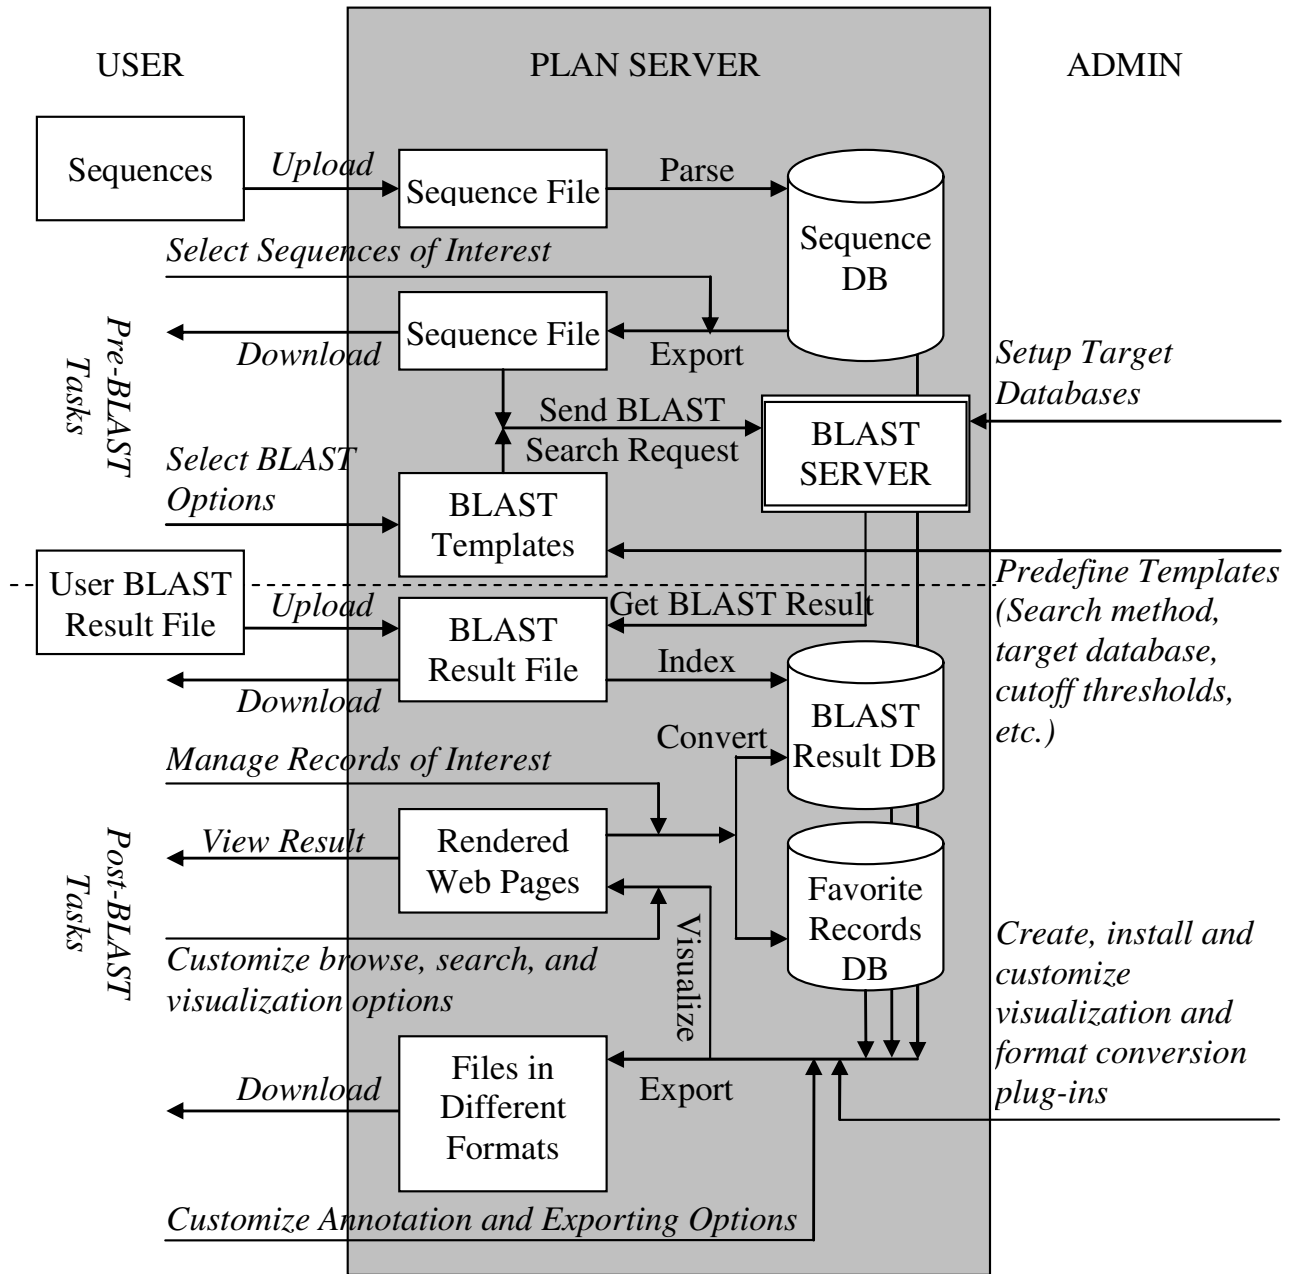 USER
PLAN SERVER
ADMIN
Sequences
Upload
Sequence File
Parse
Sequence
DB
Select Sequences of Interest
Sequence File
Download
Export
Pre-BLAST
Tasks
Setup Target
Databases
Send BLAST
Search Request
BLAST
SERVER
Select BLAST
Options
BLAST
Templates
Predefine Templates
(Search method,
target database,
cutoff thresholds,
etc.)
User BLAST
Result File
Upload
BLAST
Result File
Get BLAST Result
Download
Index
BLAST
Result DB
Convert
Manage Records of Interest
View Result
Rendered
Web Pages
Favorite
Records
DB
Post-BLAST
Tasks
Customize browse, search, and
visualization options
Visualize
Create, install and
customize
visualization and
format conversion
plug-ins
Download
Files in
Different
Formats
Export
Customize Annotation and Exporting Options